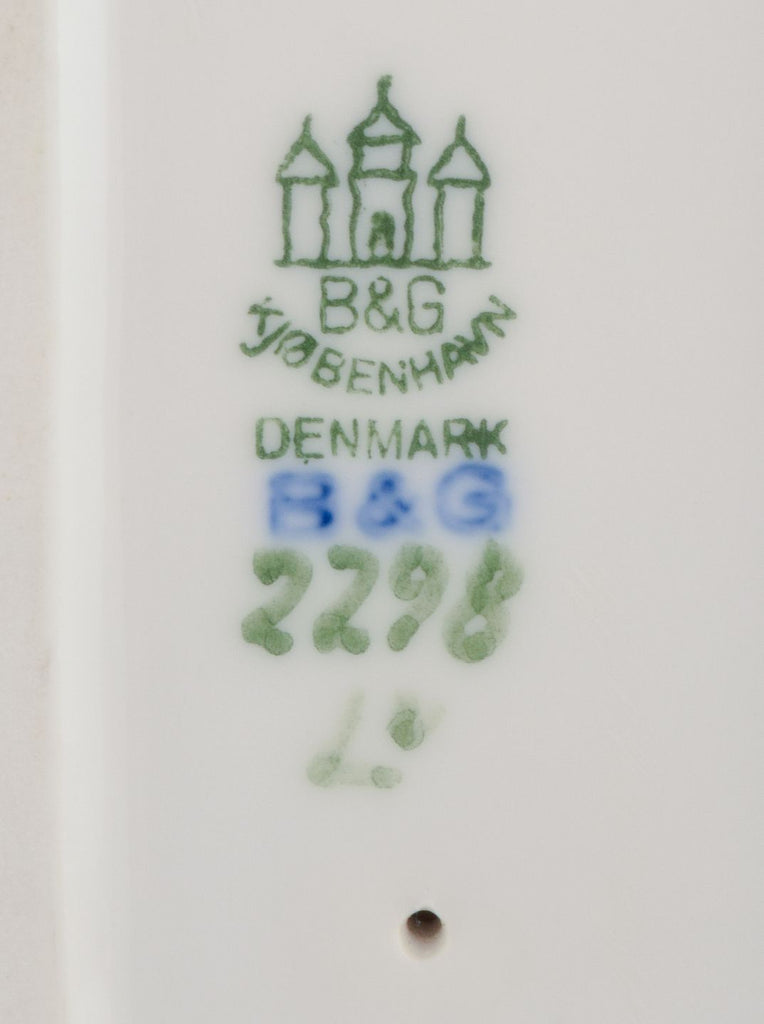 B&G
KJØBENHAVN
DENMARK
B & G
2298